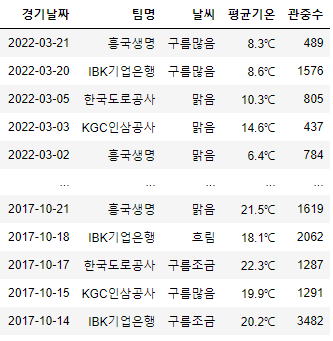 경기날짜 팀명 날씨 평균기온 관중수
2022-03-21 흥국생명 구름많음 8.3℃ 489
2022-03-20 IBK기업은행 구름많음 8.6℃ 1576
2022-03-05 한국도로공사 맑음 10.3℃ 805
2022-03-03 KGC인삼공사 맑음 14.6℃ 437
2022-03-02 흥국생명 맑음 6.4℃ 784
... ... ... ... ...
2017-10-21 흥국생명 맑음 21.5℃ 1619
2017-10-18 IBK기업은행 흐림 18.1℃ 2062
2017-10-17 한국도로공사 구름조금 22.3℃ 1287
2017-10-15 KGC인삼공사 구름많음 19.9℃ 1291
2017-10-14 IBK기업은행 구름조금 20.2℃ 3482